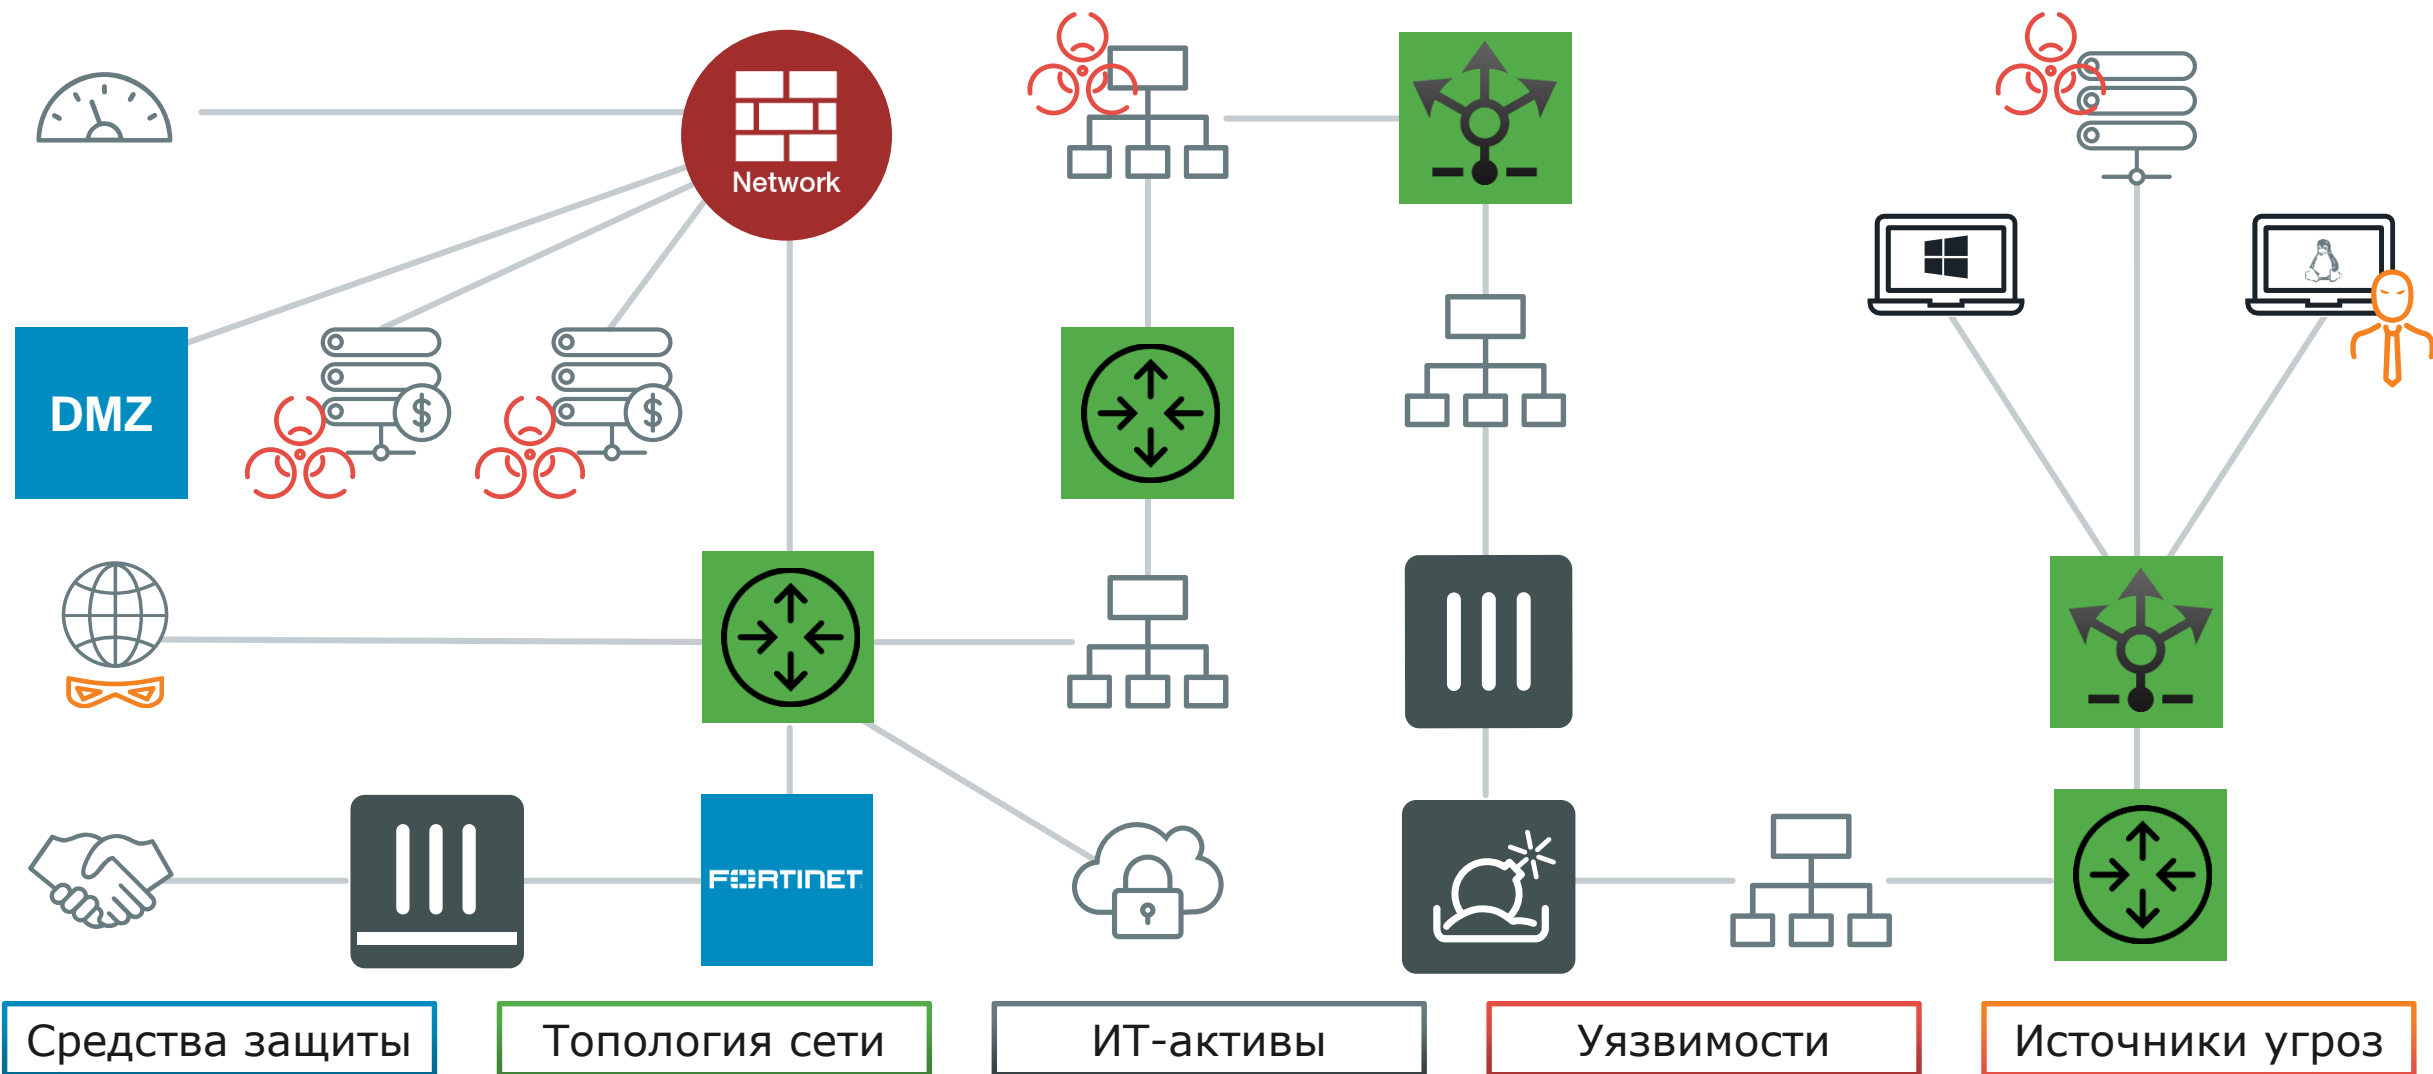 Network
DMZ
$
$
FORTINET
Средства защиты
Топология сети
ИТ-активы
Уязвимости
Источники угроз